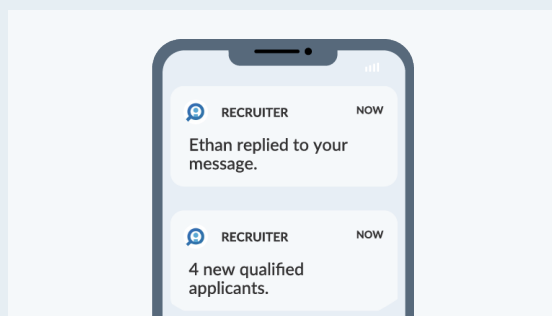 RECRUITER NOW
Ethan replied to your
message.
RECRUITER NOW
4 new qualified
applicants.